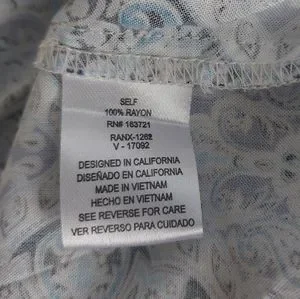 SELF
100% RAYON
RN# 163721
RANX-1262
V - 17092
DESIGNED IN CALIFORNIA
DISEÑADO EN CALIFORNIA
MADE IN VIETNAM
HECHO EN VIETNAM
SEE REVERSE FOR CARE
VER REVERSO PARA CUIDADO